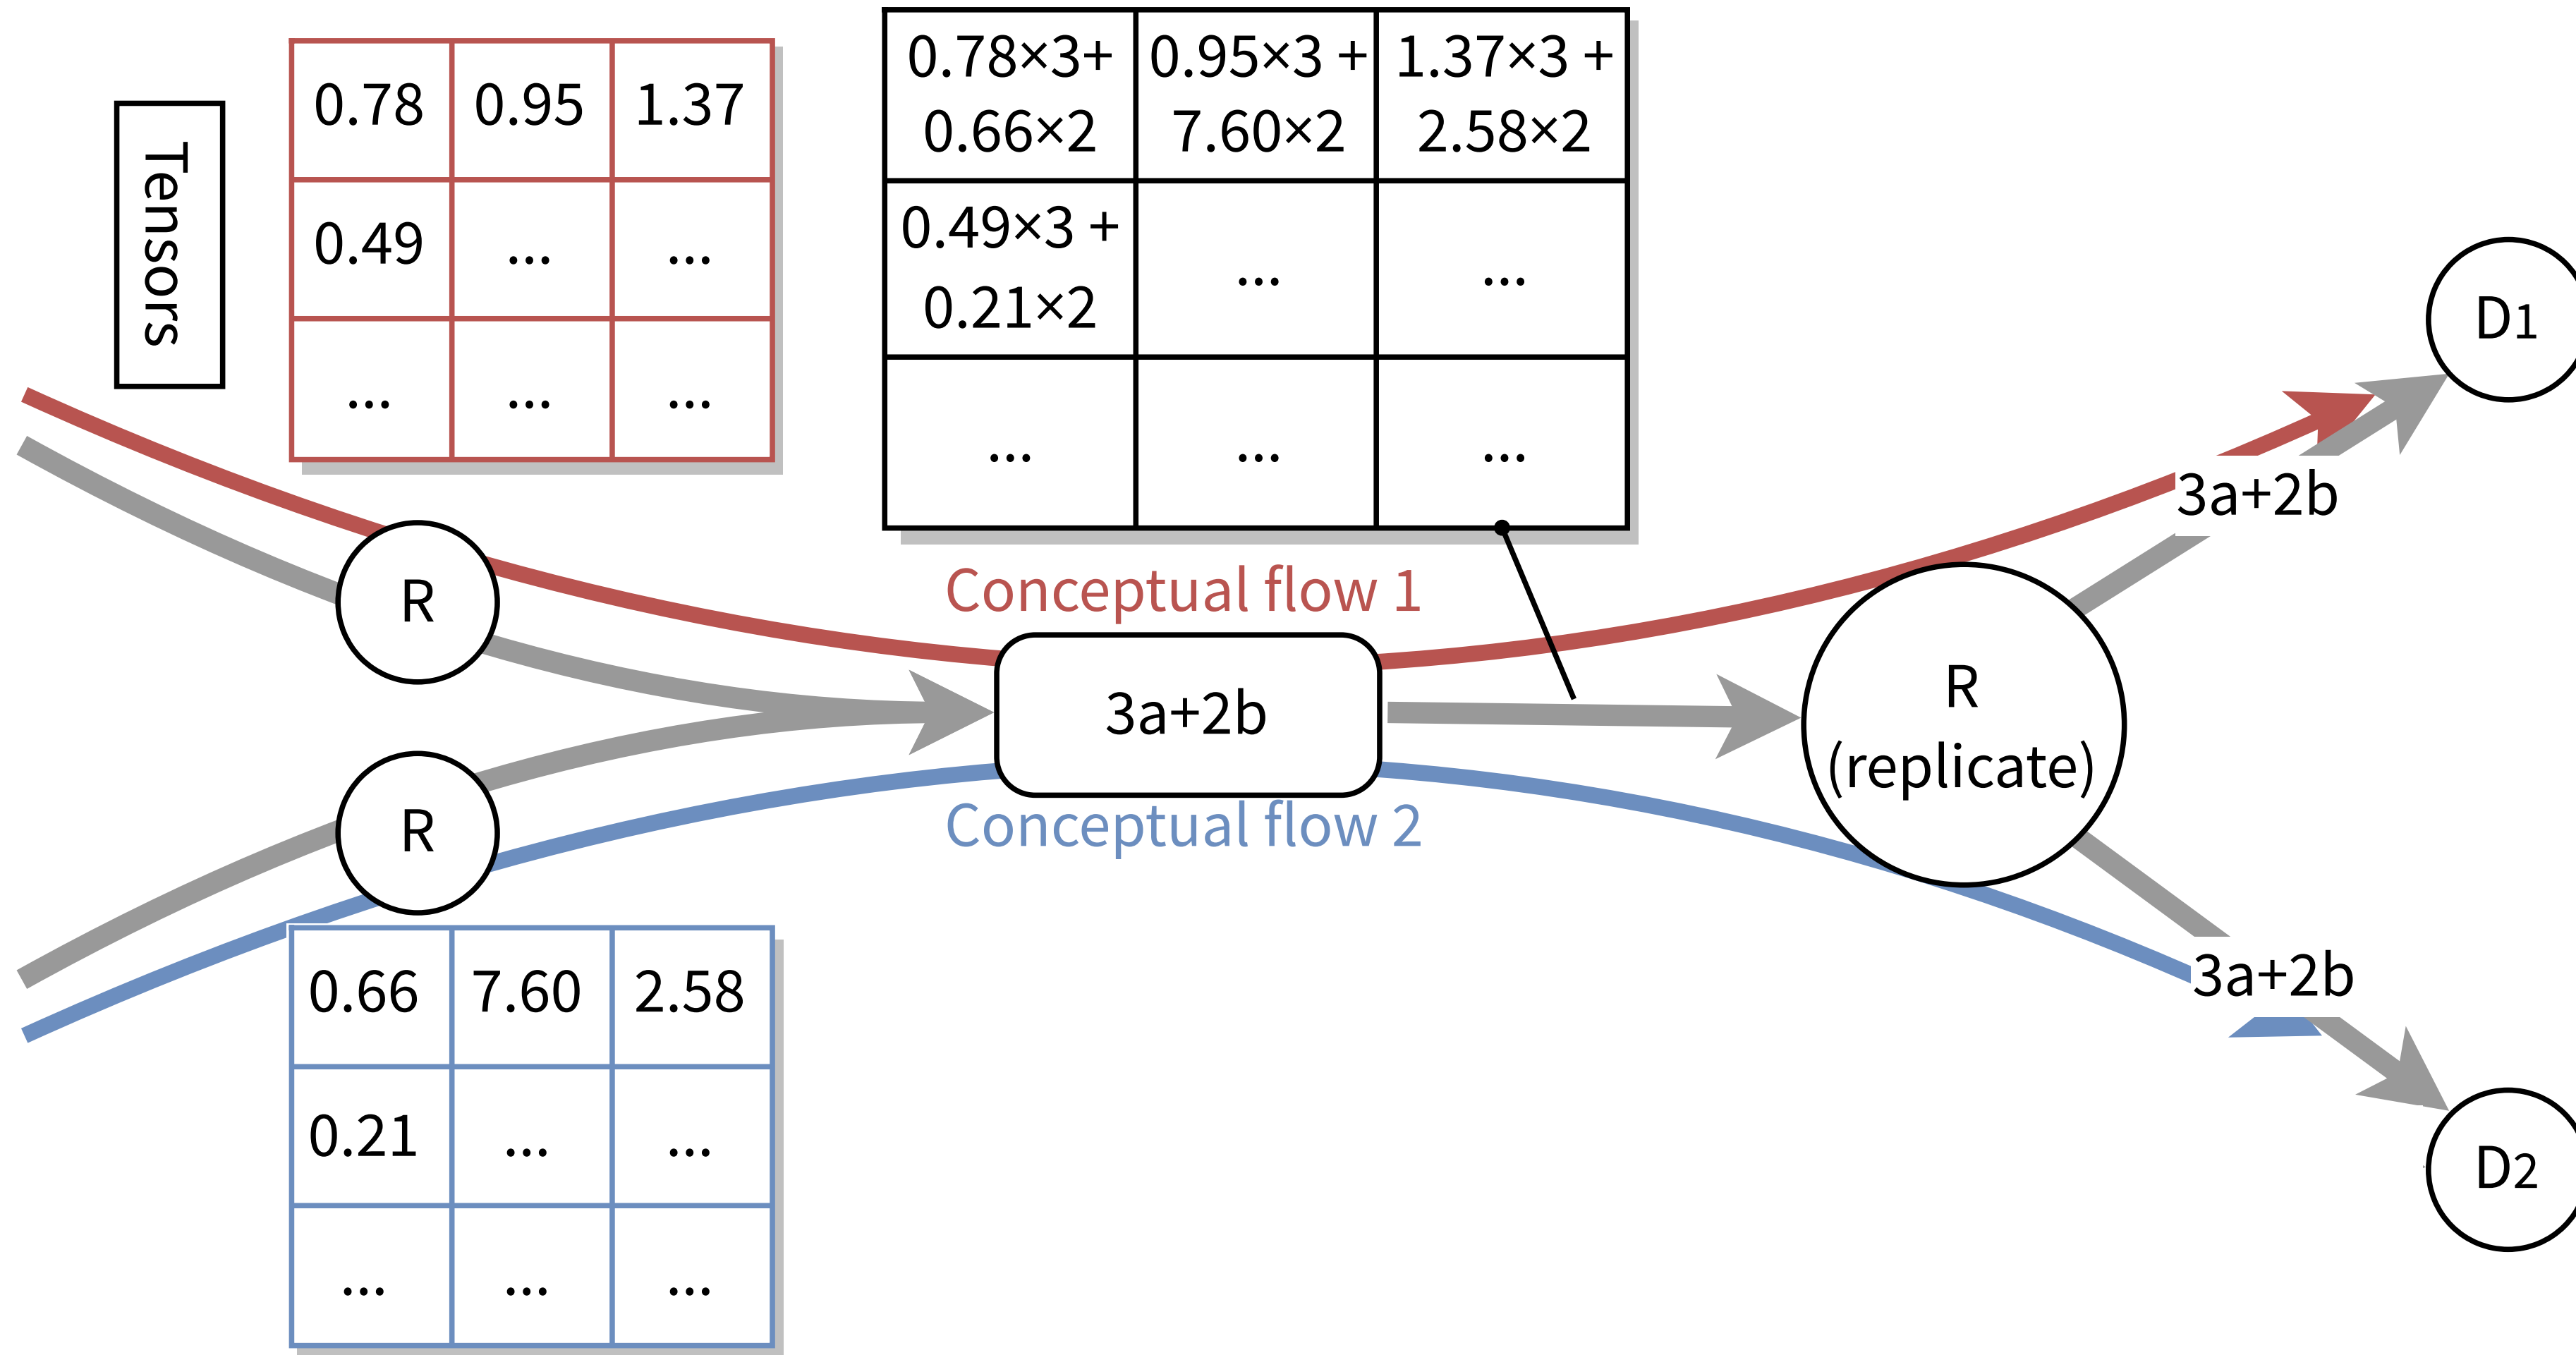 Tensors
0.78 0.95 1.37
0.49 ... ...
... ... ...
0.78×3+ 0.95×3 + 1.37×3 +
0.66×2 7.60×2 2.58×2
0.49×3 +
0.21×2 ... ...
... ... ...
D1
3a+2b
Conceptual flow 1
R
3a+2b
R
(replicate)
R
Conceptual flow 2
3a+2b
D2
0.66 7.60 2.58
0.21 ... ...
... ... ...